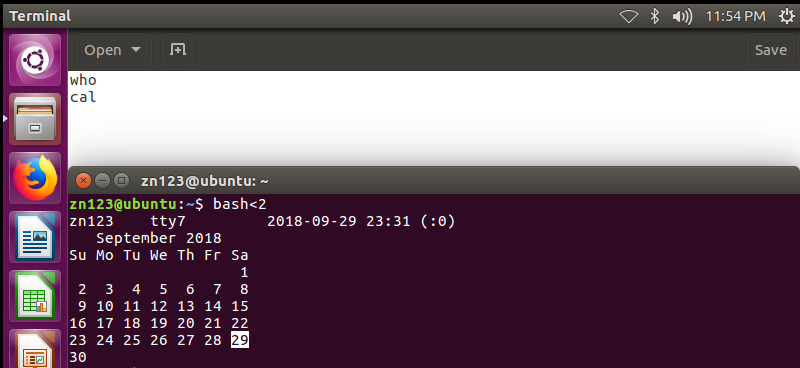 Terminal 11:54 PM
Open Save
who
cal
zn123@ubuntu: ~
zn123@ubuntu:~$ bash<2
zn123    tty7         2018-09-29 23:31 (:0)
   September 2018
Su Mo Tu We Th Fr Sa
                   1
 2  3  4  5  6  7  8
 9 10 11 12 13 14 15
16 17 18 19 20 21 22
23 24 25 26 27 28 29
30